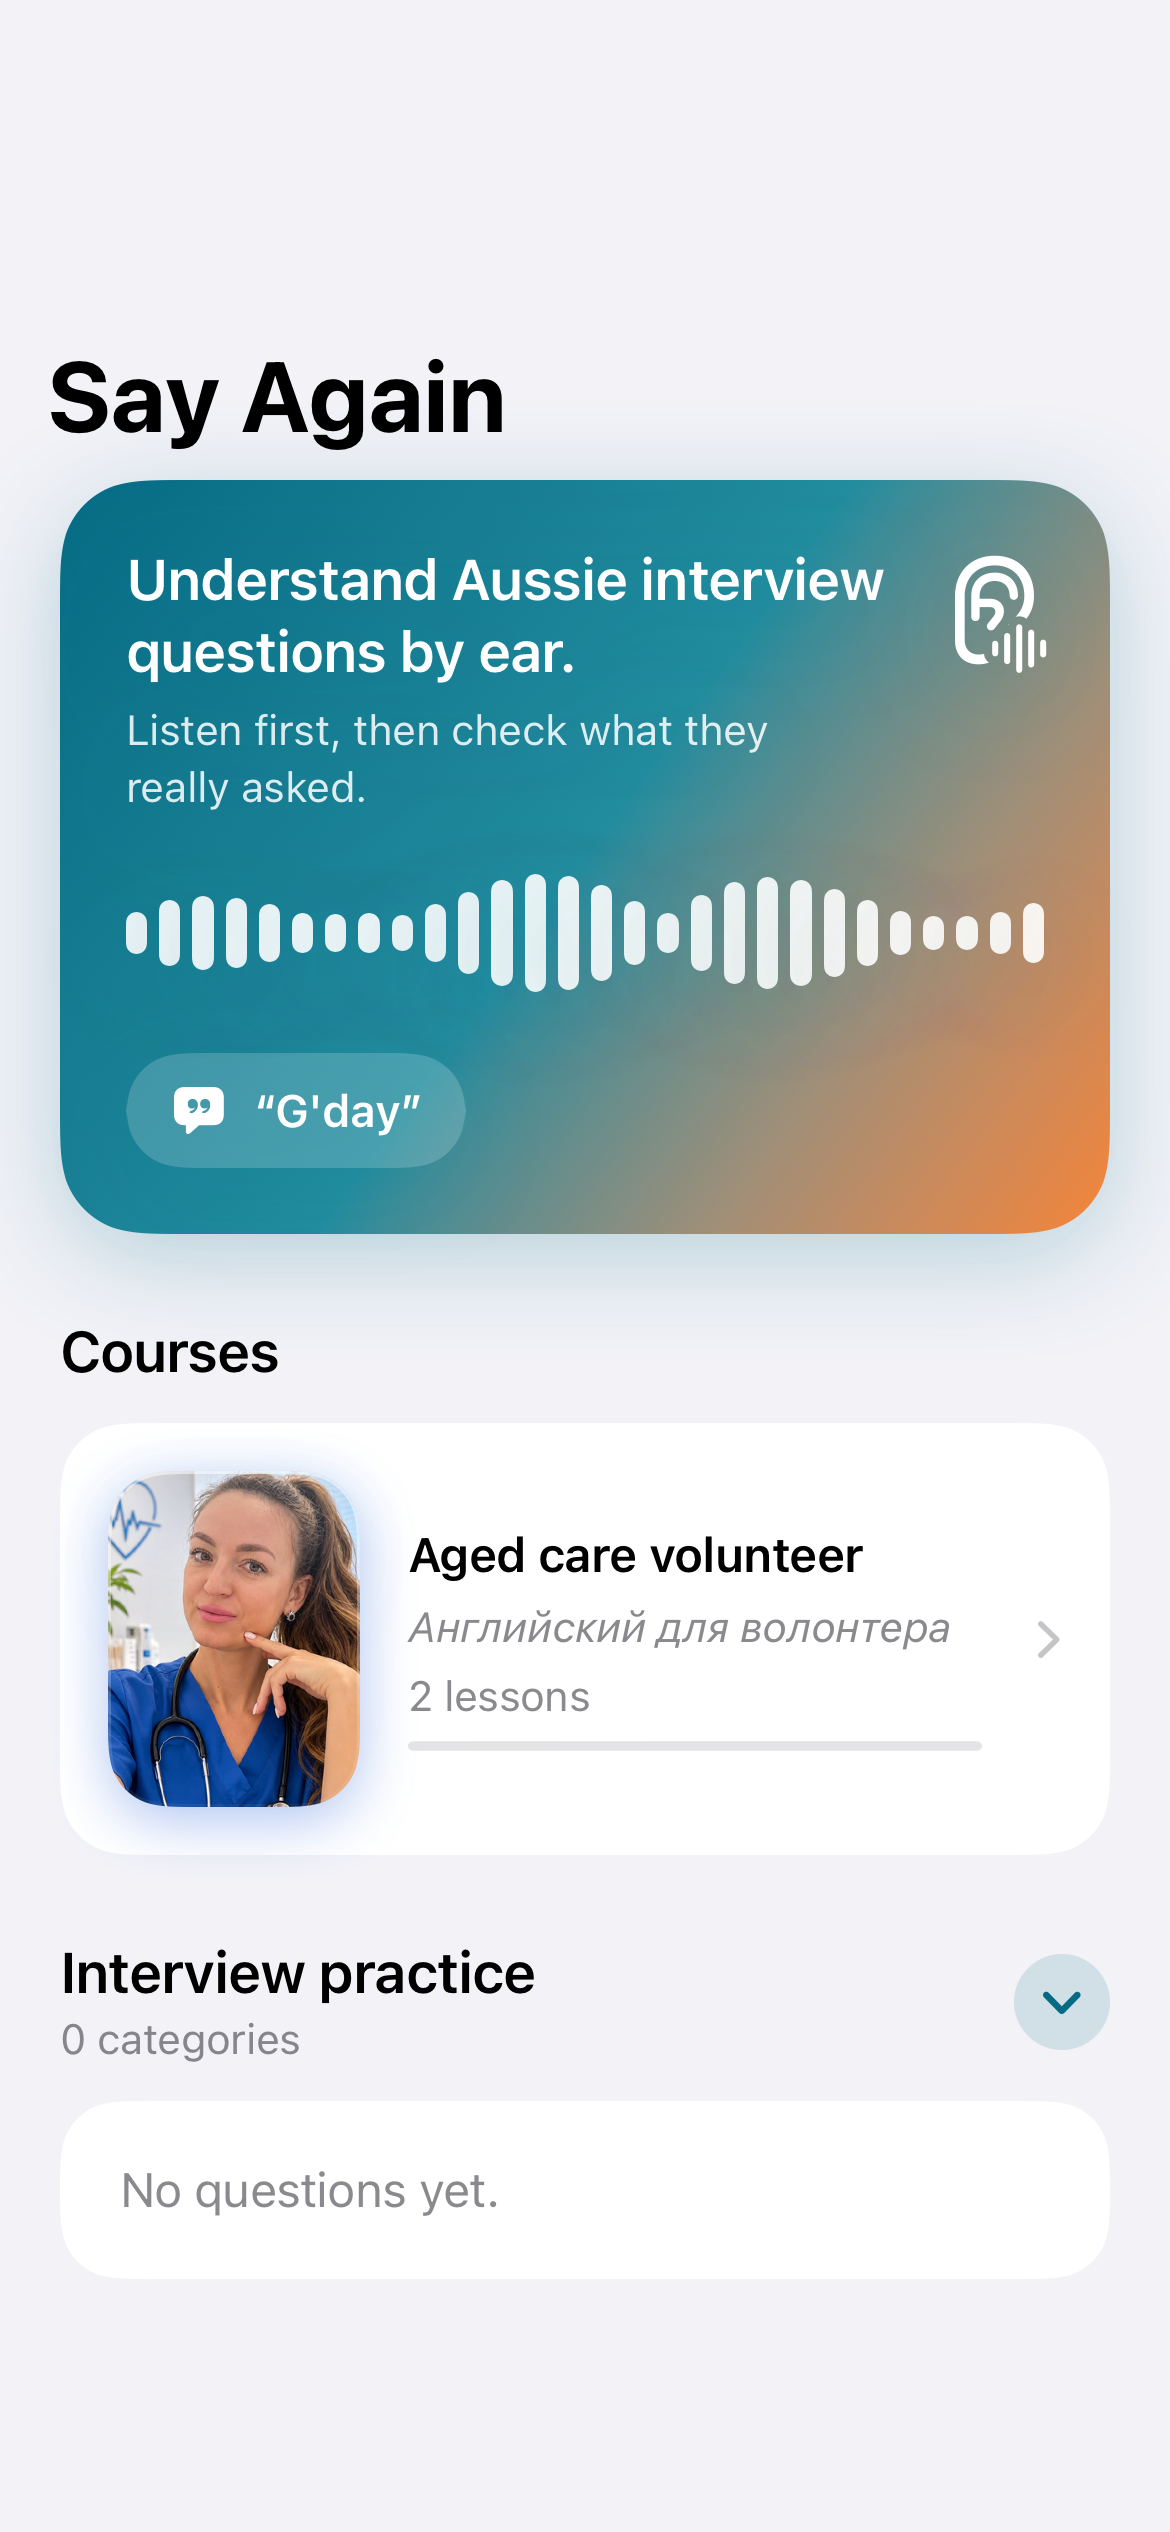 Say Again
Understand Aussie interview
questions by ear.
Listen first, then check what they
really asked.
“G'day”
Courses
Aged care volunteer
Английский для волонтера
2 lessons
Interview practice
0 categories
No questions yet.